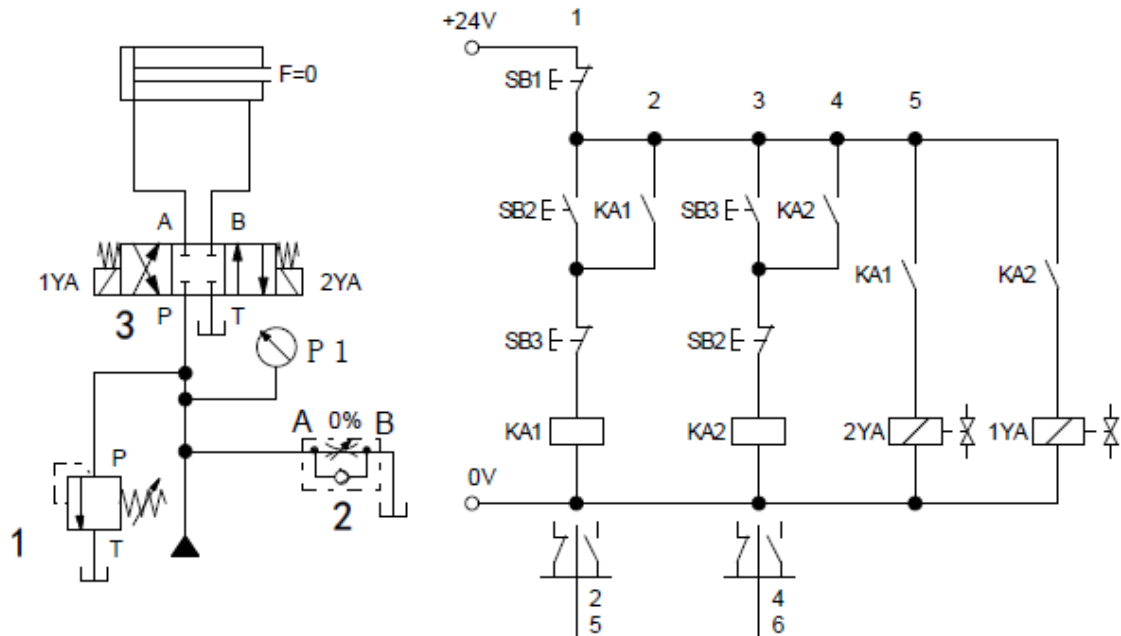 +24V 1
F=0
SB1
2 3 4 5
A B
SB2 KA1 SB3 KA2
1YA 2YA
KA1 KA2
3 P T
P 1
SB3 SB2
A 0% B
KA1 KA2 2YA 1YA
P
0V
2
1 T
2 4
5 6